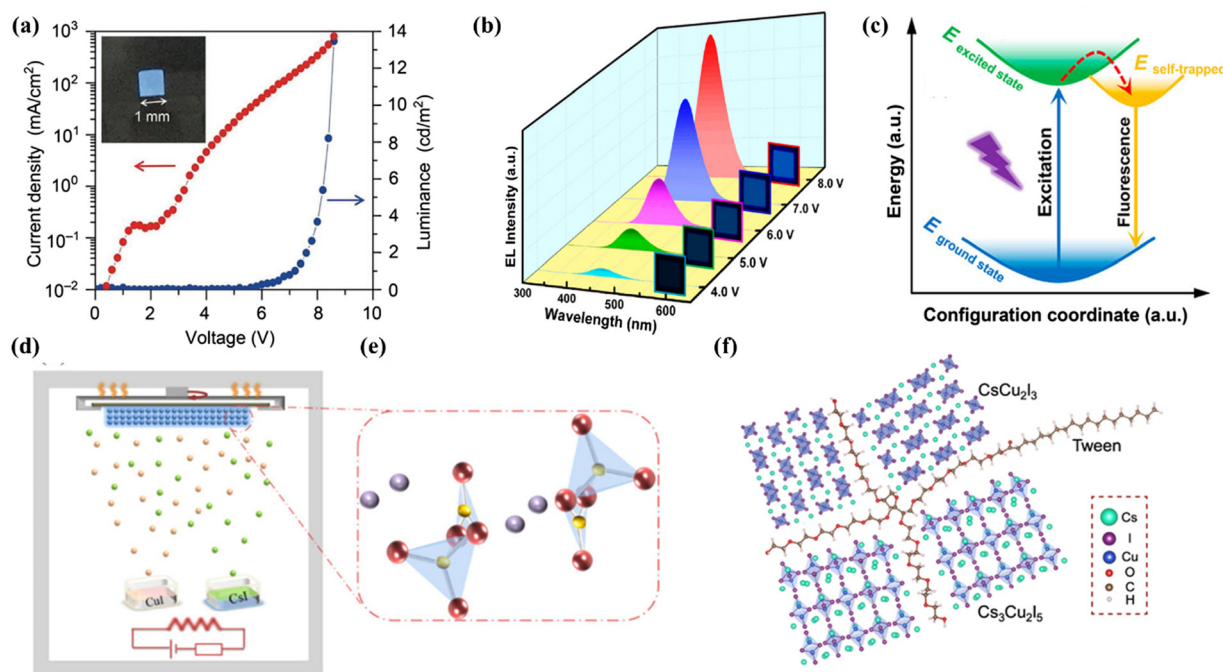 (a)
10³
10²
10¹
10⁰
10⁻¹
10⁻²
Current density (mA/cm²)
1 mm
0
2
4
6
8
10
Voltage (V)
14
12
10
8
6
4
2
0
Luminance (cd/m²)
(b)
EL Intensity (a.u.)
300
400
500
600
Wavelength (nm)
4.0 V
5.0 V
6.0 V
7.0 V
8.0 V
(c)
Energy (a.u.)
E excited state
E self-trapped
Excitation
Fluorescence
E ground state
Configuration coordinate (a.u.)
(d)
CuI
CsI
(e)
(f)
CsCu₂I₃
Tween
Cs₃Cu₂I₅
Cs
I
Cu
O
C
H